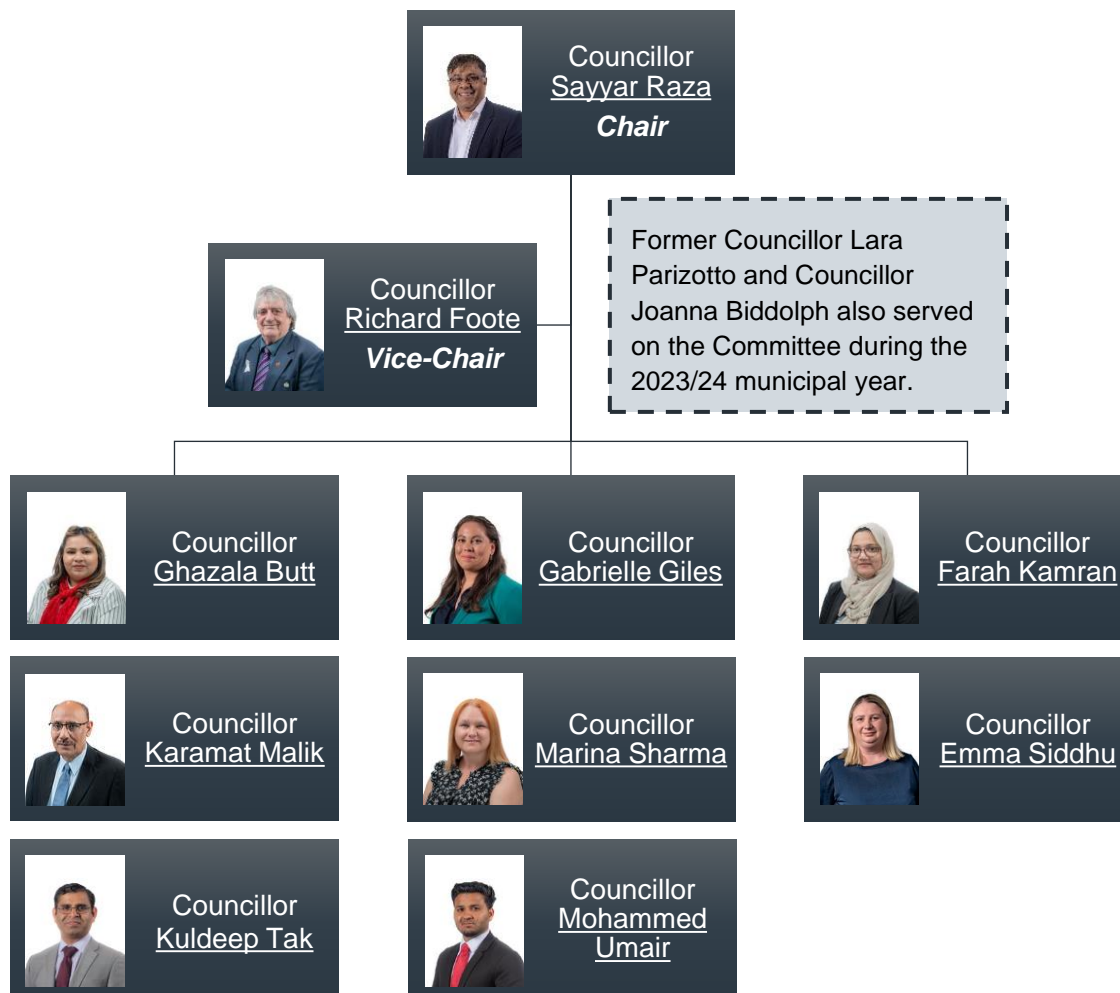 Councillor
Sayyar Raza
Chair
Former Councillor Lara
Parizotto and Councillor
Joanna Biddolph also served
on the Committee during the
2023/24 municipal year.
Councillor
Richard Foote
Vice-Chair
Councillor
Ghazala Butt
Councillor
Gabrielle Giles
Councillor
Farah Kamran
Councillor
Karamat Malik
Councillor
Marina Sharma
Councillor
Emma Siddhu
Councillor
Kuldeep Tak
Councillor
Mohammed
Umair